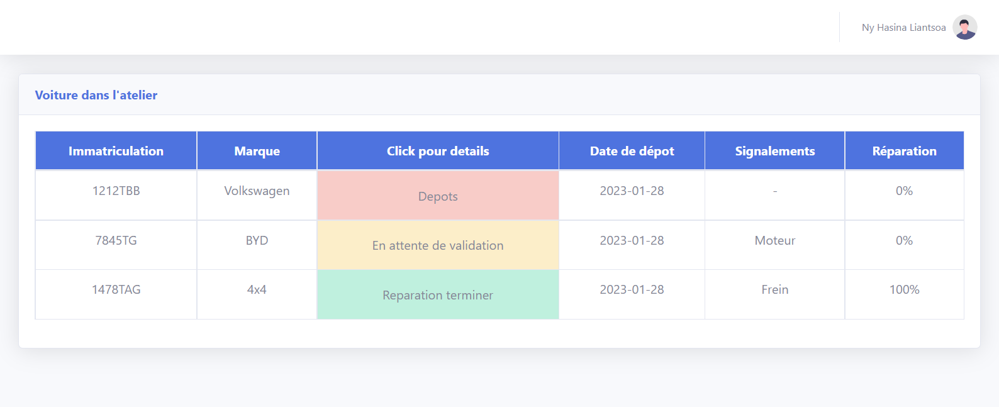 Ny Hasina Liantsoa
Voiture dans l'atelier
Immatriculation Marque Click pour details Date de dépot Signalements Réparation
1212TBB Volkswagen Depots 2023-01-28 - 0%
7845TG BYD En attente de validation 2023-01-28 Moteur 0%
1478TAG 4x4 Reparation terminer 2023-01-28 Frein 100%